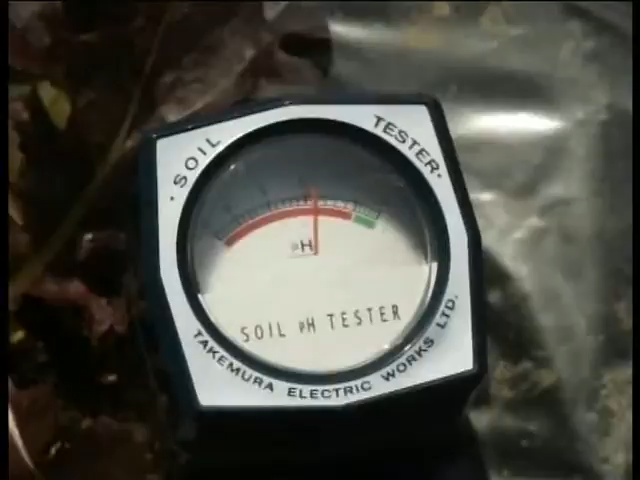 · SOIL TESTER ·
pH
SOIL pH TESTER
TAKEMURA ELECTRIC WORKS LTD.